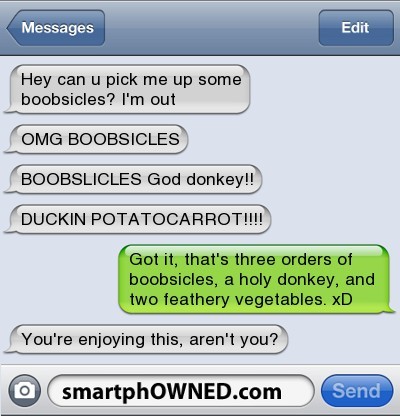 Messages
Edit
Hey can u pick me up some
boobsicles? I'm out
OMG BOOBSICLES
BOOBSLICLES God donkey!!
DUCKIN POTATOCARROT!!!!
Got it, that's three orders of
boobsicles, a holy donkey, and
two feathery vegetables. xD
You're enjoying this, aren't you?
smartphOWNED.com
Send